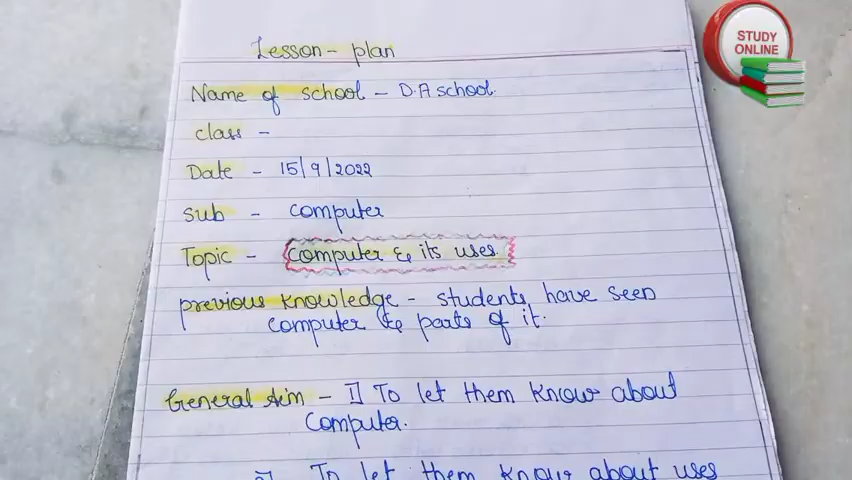 Lesson - plan
Name of school - D.A school.
class -
Date - 15/9/2022
Sub - Computer
Topic - Computer & its uses.
previous knowledge - students have seen
computer & parts of it.
General Aim - 1] To let them know about
Computer.
2] To let them know about uses
STUDY
ONLINE